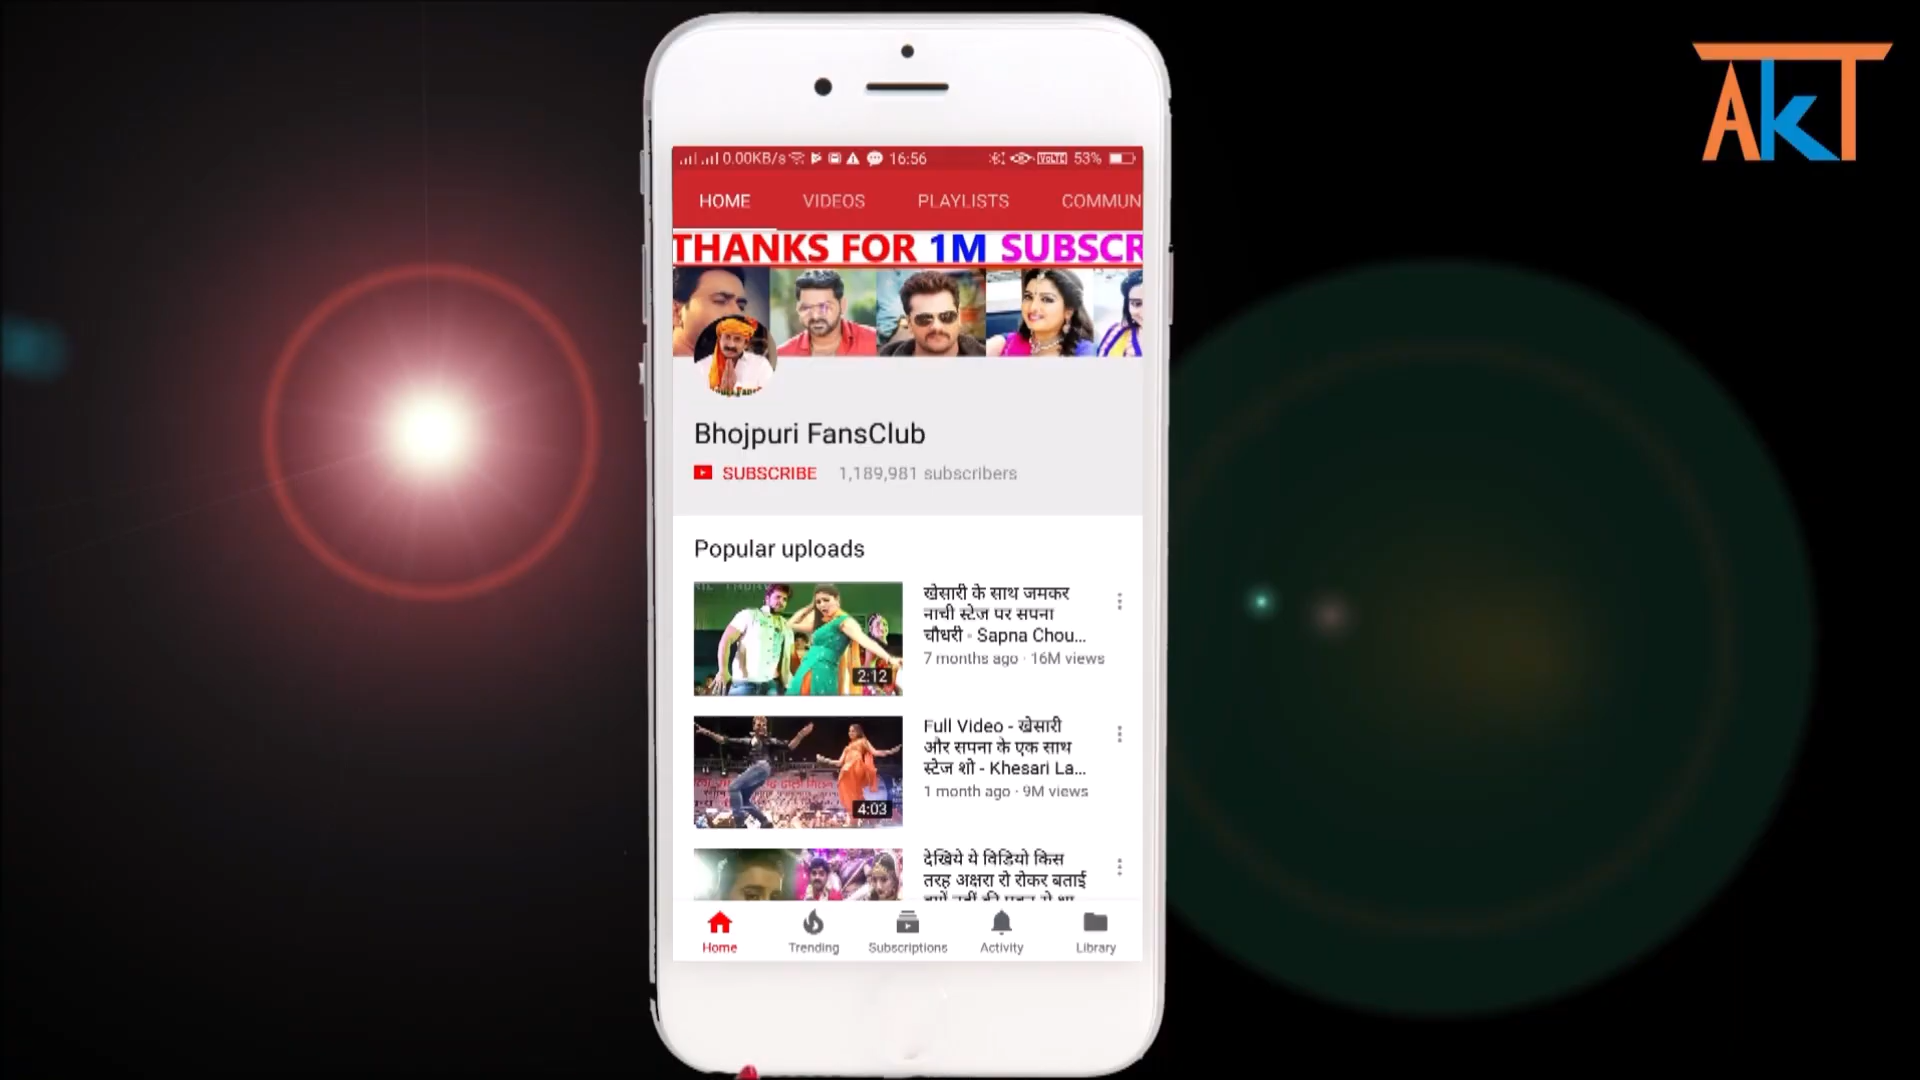 AKT
0.00KB/s 16:56 VoLTE 53%
HOME VIDEOS PLAYLISTS COMMUN
THANKS FOR 1M SUBSCR
Bhojpuri FansClub
SUBSCRIBE 1,189,981 subscribers
Popular uploads
खेसारी के साथ जमकर
नाची स्टेज पर सपना
चौधरी - Sapna Chou...
7 months ago · 16M views
2:12
Full Video - खेसारी
और सपना के एक साथ
स्टेज शो - Khesari La...
1 month ago · 9M views
4:03
देखिये ये विडियो किस
तरह अक्षरा रो रोकर बताई
Home Trending Subscriptions Activity Library